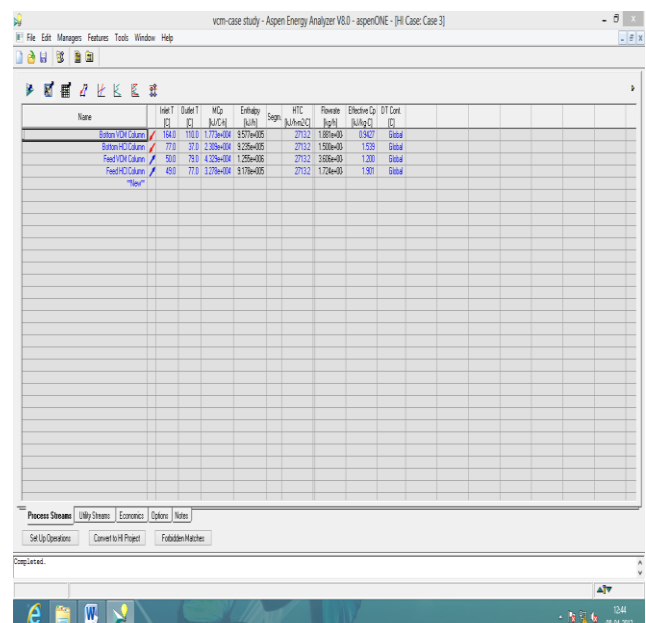 vcm-case study - Aspen Energy Analyzer V8.0 - aspenONE - [HI Case: Case 3]
File Edit Managers Features Tools Window Help
Name Inlet T [C] Outlet T [C] MCp [kJ/C-h] Enthalpy [kJ/h] Segm. HTC [kJ/h-m2-C] Flowrate [kg/h] Effective Cp [kJ/kg-C] DT Cont. [C]
Bottom VCM Column 164.0 110.0 1.773e+004 9.577e+005 2713.2 1.881e+00 0.9427 Global
Bottom HCl Column 77.0 37.0 2.309e+004 9.235e+005 2713.2 1.500e+00 1.539 Global
Feed VCM Column 50.0 79.0 4.329e+004 1.255e+006 2713.2 3.606e+00 1.200 Global
Feed HCl Column 49.0 77.0 3.278e+004 9.178e+005 2713.2 1.724e+00 1.901 Global
**New**
Process Streams Utility Streams Economics Options Notes
Set Up Operations Convert to HI Project Forbidden Matches
Completed.
12:44